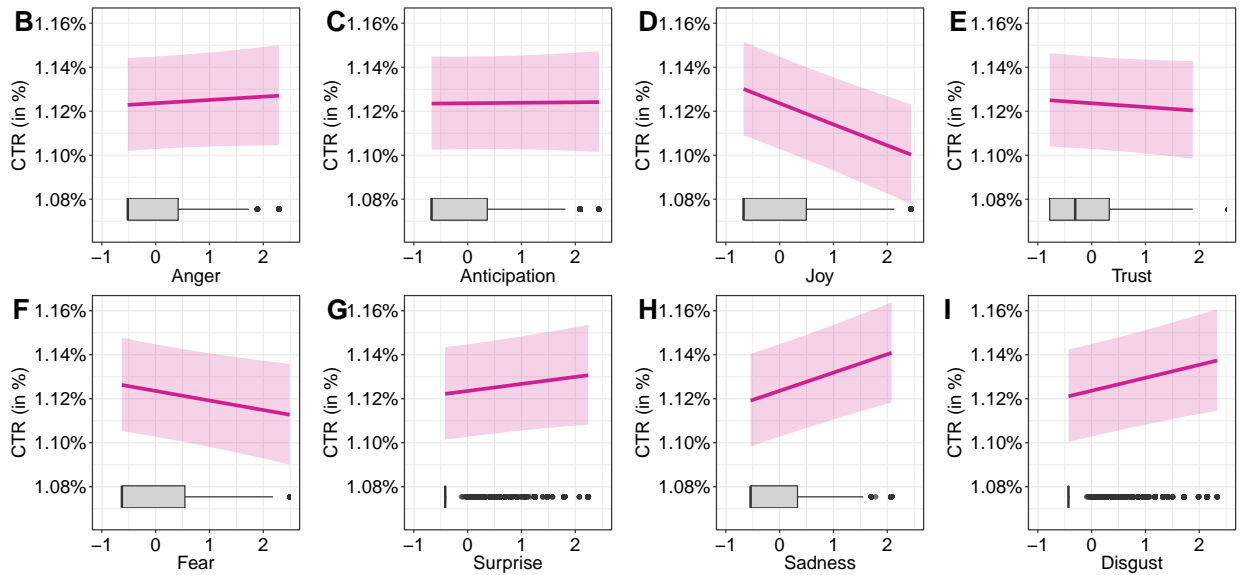 B C D E
1.16% 1.16% 1.16% 1.16%
1.14% 1.14% 1.14% 1.14%
1.12% 1.12% 1.12% 1.12%
1.10% 1.10% 1.10% 1.10%
1.08% 1.08% 1.08% 1.08%
CTR (in %) CTR (in %) CTR (in %) CTR (in %)
−1 0 1 2 −1 0 1 2 −1 0 1 2 −1 0 1 2
Anger Anticipation Joy Trust
F G H I
1.16% 1.16% 1.16% 1.16%
1.14% 1.14% 1.14% 1.14%
1.12% 1.12% 1.12% 1.12%
1.10% 1.10% 1.10% 1.10%
1.08% 1.08% 1.08% 1.08%
CTR (in %) CTR (in %) CTR (in %) CTR (in %)
−1 0 1 2 −1 0 1 2 −1 0 1 2 −1 0 1 2
Fear Surprise Sadness Disgust